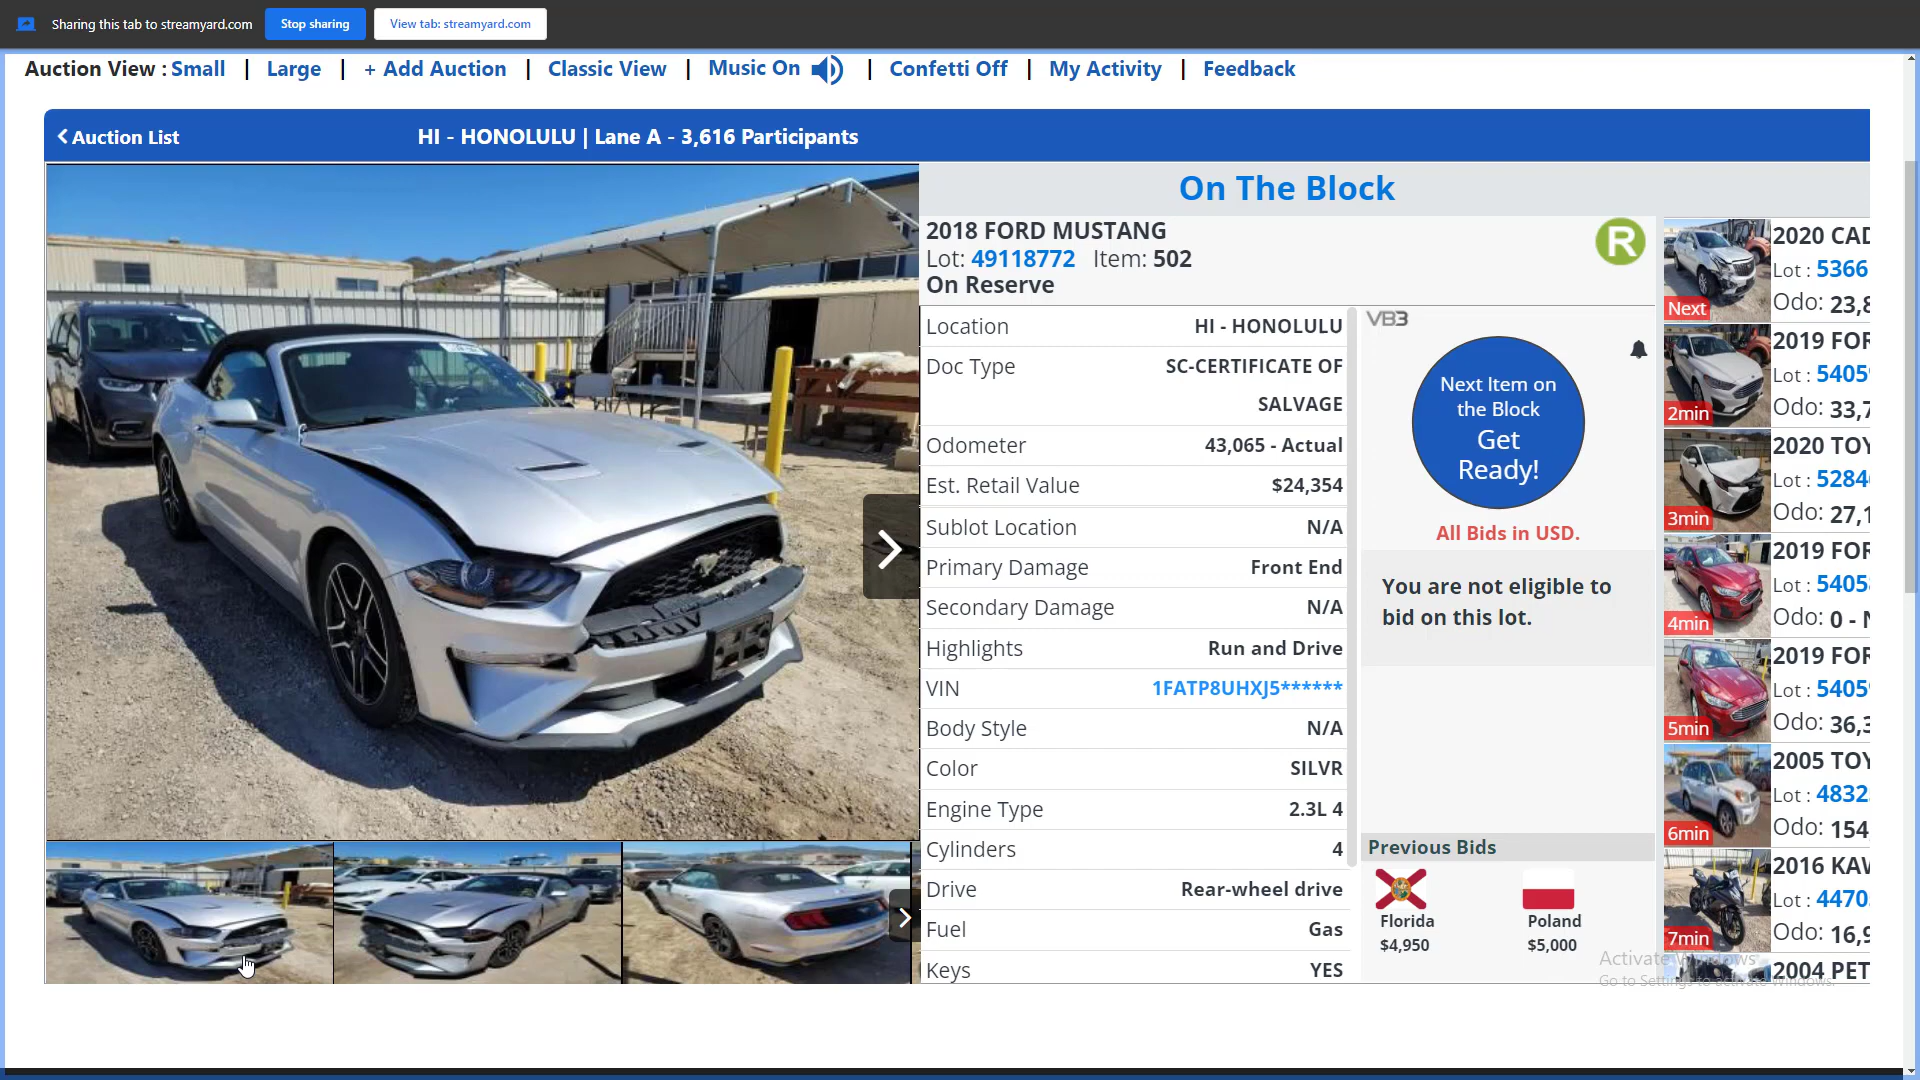 Sharing this tab to streamyard.com
Stop sharing
View tab: streamyard.com
Auction View : Small | Large | + Add Auction | Classic View | Music On | Confetti Off | My Activity | Feedback
Auction List
HI - HONOLULU | Lane A - 3,616 Participants
On The Block
2018 FORD MUSTANG
Lot: 49118772 Item: 502
On Reserve
R
Location HI - HONOLULU
Doc Type SC-CERTIFICATE OF
SALVAGE
Odometer 43,065 - Actual
Est. Retail Value $24,354
Sublot Location N/A
Primary Damage Front End
Secondary Damage N/A
Highlights Run and Drive
VIN 1FATP8UHXJ5******
Body Style N/A
Color SILVR
Engine Type 2.3L 4
Cylinders 4
Drive Rear-wheel drive
Fuel Gas
Keys YES
VB3
Next Item on
the Block
Get
Ready!
All Bids in USD.
You are not eligible to
bid on this lot.
Previous Bids
Florida
$4,950
Poland
$5,000
2020 CAD
Lot : 5366
Odo: 23,8
Next
2019 FOR
Lot : 5405
Odo: 33,7
2min
2020 TOY
Lot : 5284
Odo: 27,1
3min
2019 FOR
Lot : 5405
Odo: 0 - N
4min
2019 FOR
Lot : 5405
Odo: 36,3
5min
2005 TOY
Lot : 4832
Odo: 154
6min
2016 KAW
Lot : 4470
Odo: 16,9
7min
2004 PET
Activate Windows
Go to Settings to activate Windows.